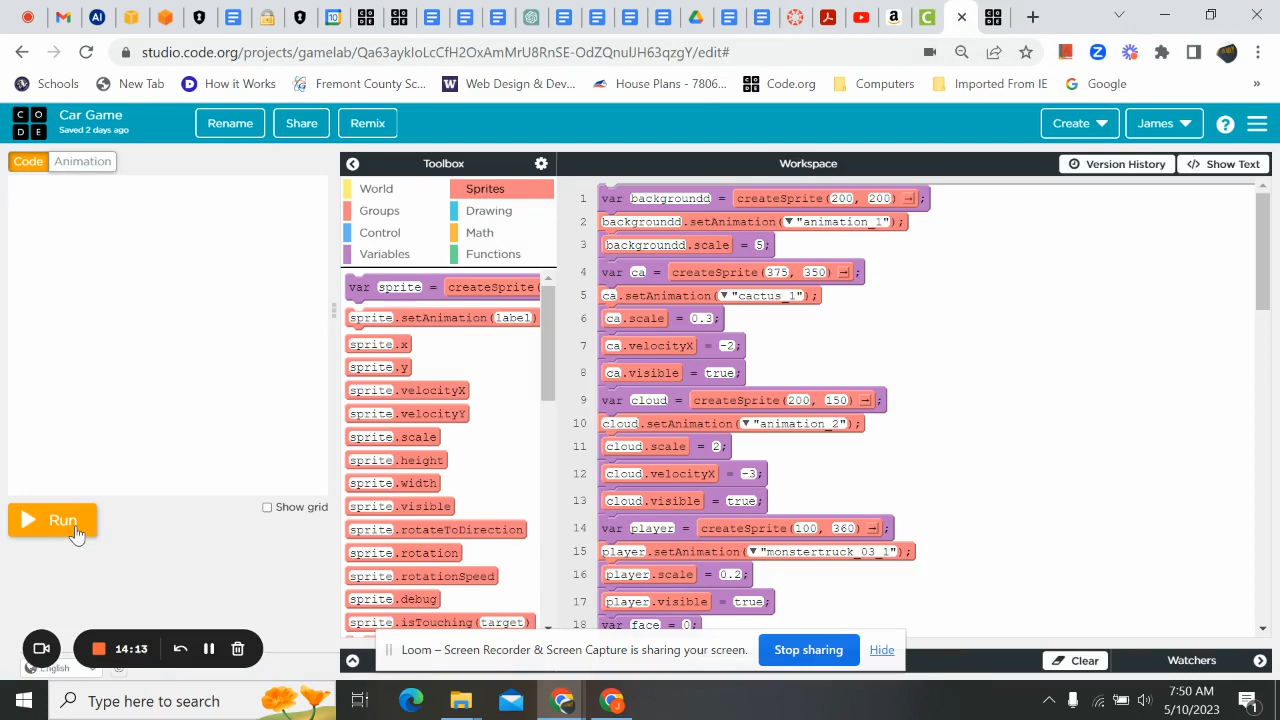 studio.code.org/projects/gamelab/Qa63aykIoLcCfH2OxAmMrU8RnSE-OdZQnulJH63qzgY/edit#
Schools
New Tab
How it Works
Fremont County Sc...
Web Design & De...
House Plans - 7806...
Code.org
Computers
Imported From IE
Google
»
C O
D E
Car Game
Saved 2 days ago
Rename
Share
Remix
Create
James
?
Code
Animation
Toolbox
Workspace
Version History
</> Show Text
World
Sprites
Groups
Drawing
Control
Math
Variables
Functions
var sprite = createSprite(
sprite.setAnimation(label)
sprite.x
sprite.y
sprite.velocityX
sprite.velocityY
sprite.scale
sprite.height
sprite.width
sprite.visible
sprite.rotateToDirection
sprite.rotation
sprite.rotationSpeed
sprite.debug
sprite.isTouching(target)
1 var backgroundd = createSprite(200, 200);
2 backgroundd.setAnimation("animation_1");
3 backgroundd.scale = 5;
4 var ca = createSprite(375, 350);
5 ca.setAnimation("cactus_1");
6 ca.scale = 0.3;
7 ca.velocityX = -2;
8 ca.visible = true;
9 var cloud = createSprite(200, 150);
10 cloud.setAnimation("animation_2");
11 cloud.scale = 2;
12 cloud.velocityX = -3;
13 cloud.visible = true;
14 var player = createSprite(100, 360);
15 player.setAnimation("monstertruck_03_1");
16 player.scale = 0.2;
17 player.visible = true;
18 var face = 0;
Run
Show grid
14:13
English
Loom – Screen Recorder & Screen Capture is sharing your screen.
Stop sharing
Hide
Clear
Watchers
Type here to search
7:50 AM
5/10/2023
1